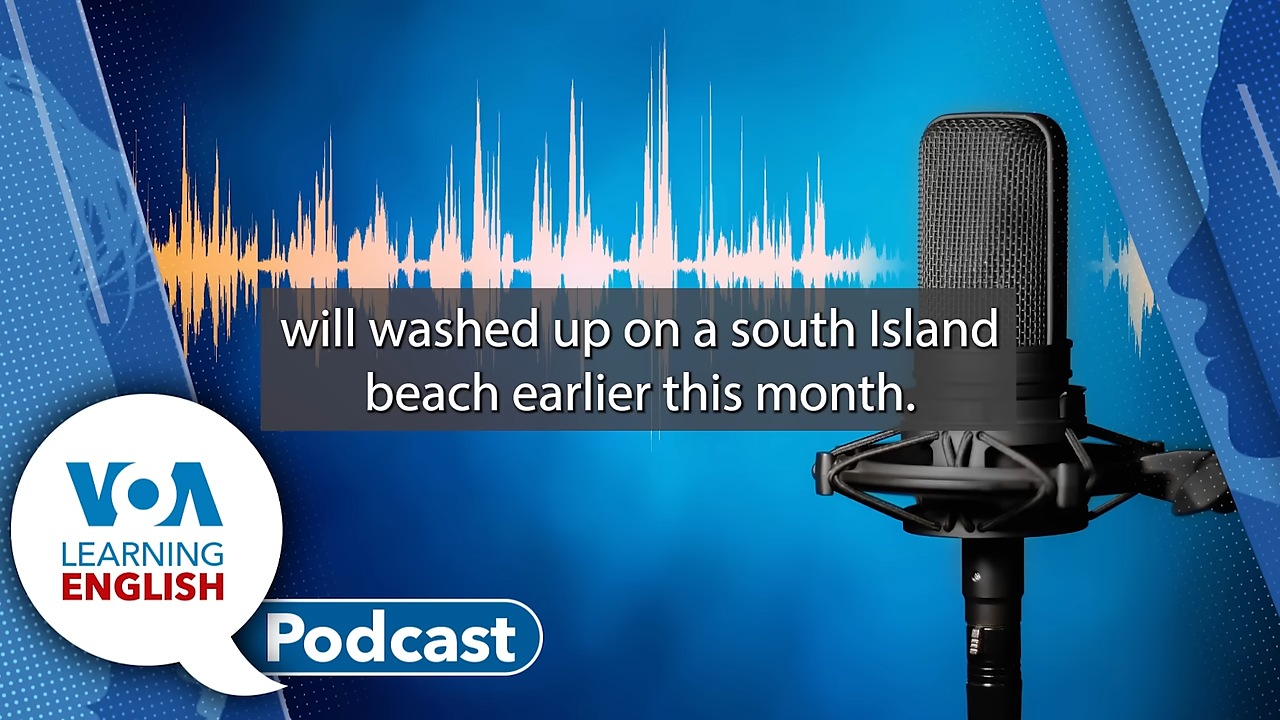 will washed up on a south Island
beach earlier this month.
VOA
LEARNING
ENGLISH
Podcast